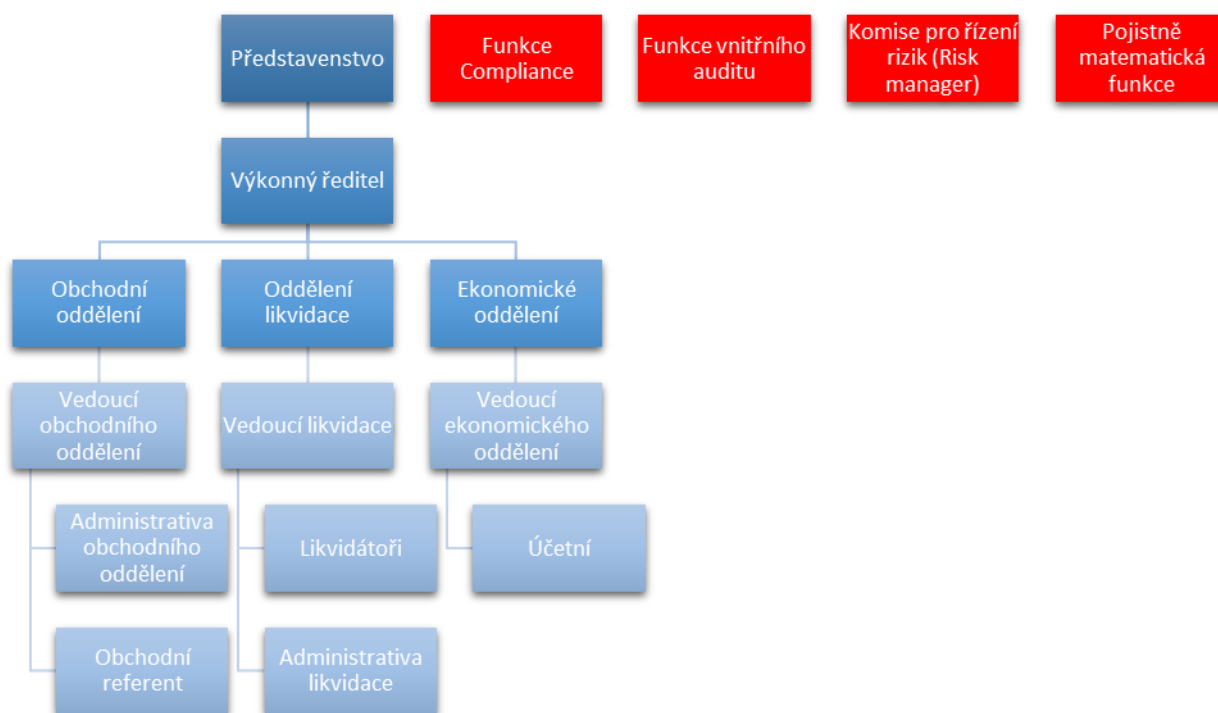 Představenstvo
Funkce
Compliance
Funkce vnitřního
auditu
Komise pro řízení
rizik (Risk
manager)
Pojistně
matematická
funkce
Výkonný ředitel
Obchodní
oddělení
Oddělení
likvidace
Ekonomické
oddělení
Vedoucí
obchodního
oddělení
Vedoucí likvidace
Vedoucí
ekonomického
oddělení
Administrativa
obchodního
oddělení
Likvidátoři
Účetní
Obchodní
referent
Administrativa
likvidace